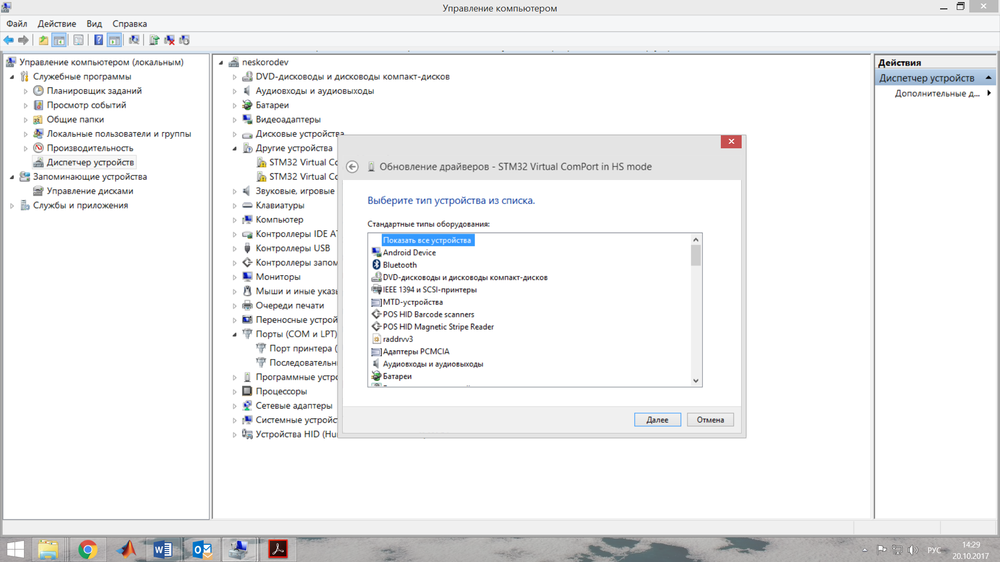 Управление компьютером
Файл Действие Вид Справка
Управление компьютером (локальным)
Служебные программы
Планировщик заданий
Просмотр событий
Общие папки
Локальные пользователи и группы
Производительность
Диспетчер устройств
Запоминающие устройства
Управление дисками
Службы и приложения
neskorodev
DVD-дисководы и дисководы компакт-дисков
Аудиовходы и аудиовыходы
Батареи
Видеоадаптеры
Дисковые устройства
Другие устройства
STM32 Virtual Co
STM32 Virtual Co
Звуковые, игровые
Клавиатуры
Компьютер
Контроллеры IDE AT
Контроллеры USB
Контроллеры запом
Мониторы
Мыши и иные указ
Очереди печати
Переносные устрой
Порты (COM и LPT)
Порт принтера (
Последовательн
Программные устро
Процессоры
Сетевые адаптеры
Системные устройс
Устройства HID (Hu
Обновление драйверов - STM32 Virtual ComPort in HS mode
Выберите тип устройства из списка.
Стандартные типы оборудования:
Показать все устройства
Android Device
Bluetooth
DVD-дисководы и дисководы компакт-дисков
IEEE 1394 и SCSI-принтеры
MTD-устройства
POS HID Barcode scanners
POS HID Magnetic Stripe Reader
raddrvv3
Адаптеры PCMCIA
Аудиовходы и аудиовыходы
Батареи
Далее Отмена
Действия
Диспетчер устройств
Дополнительные д...
РУС
14:29
20.10.2017